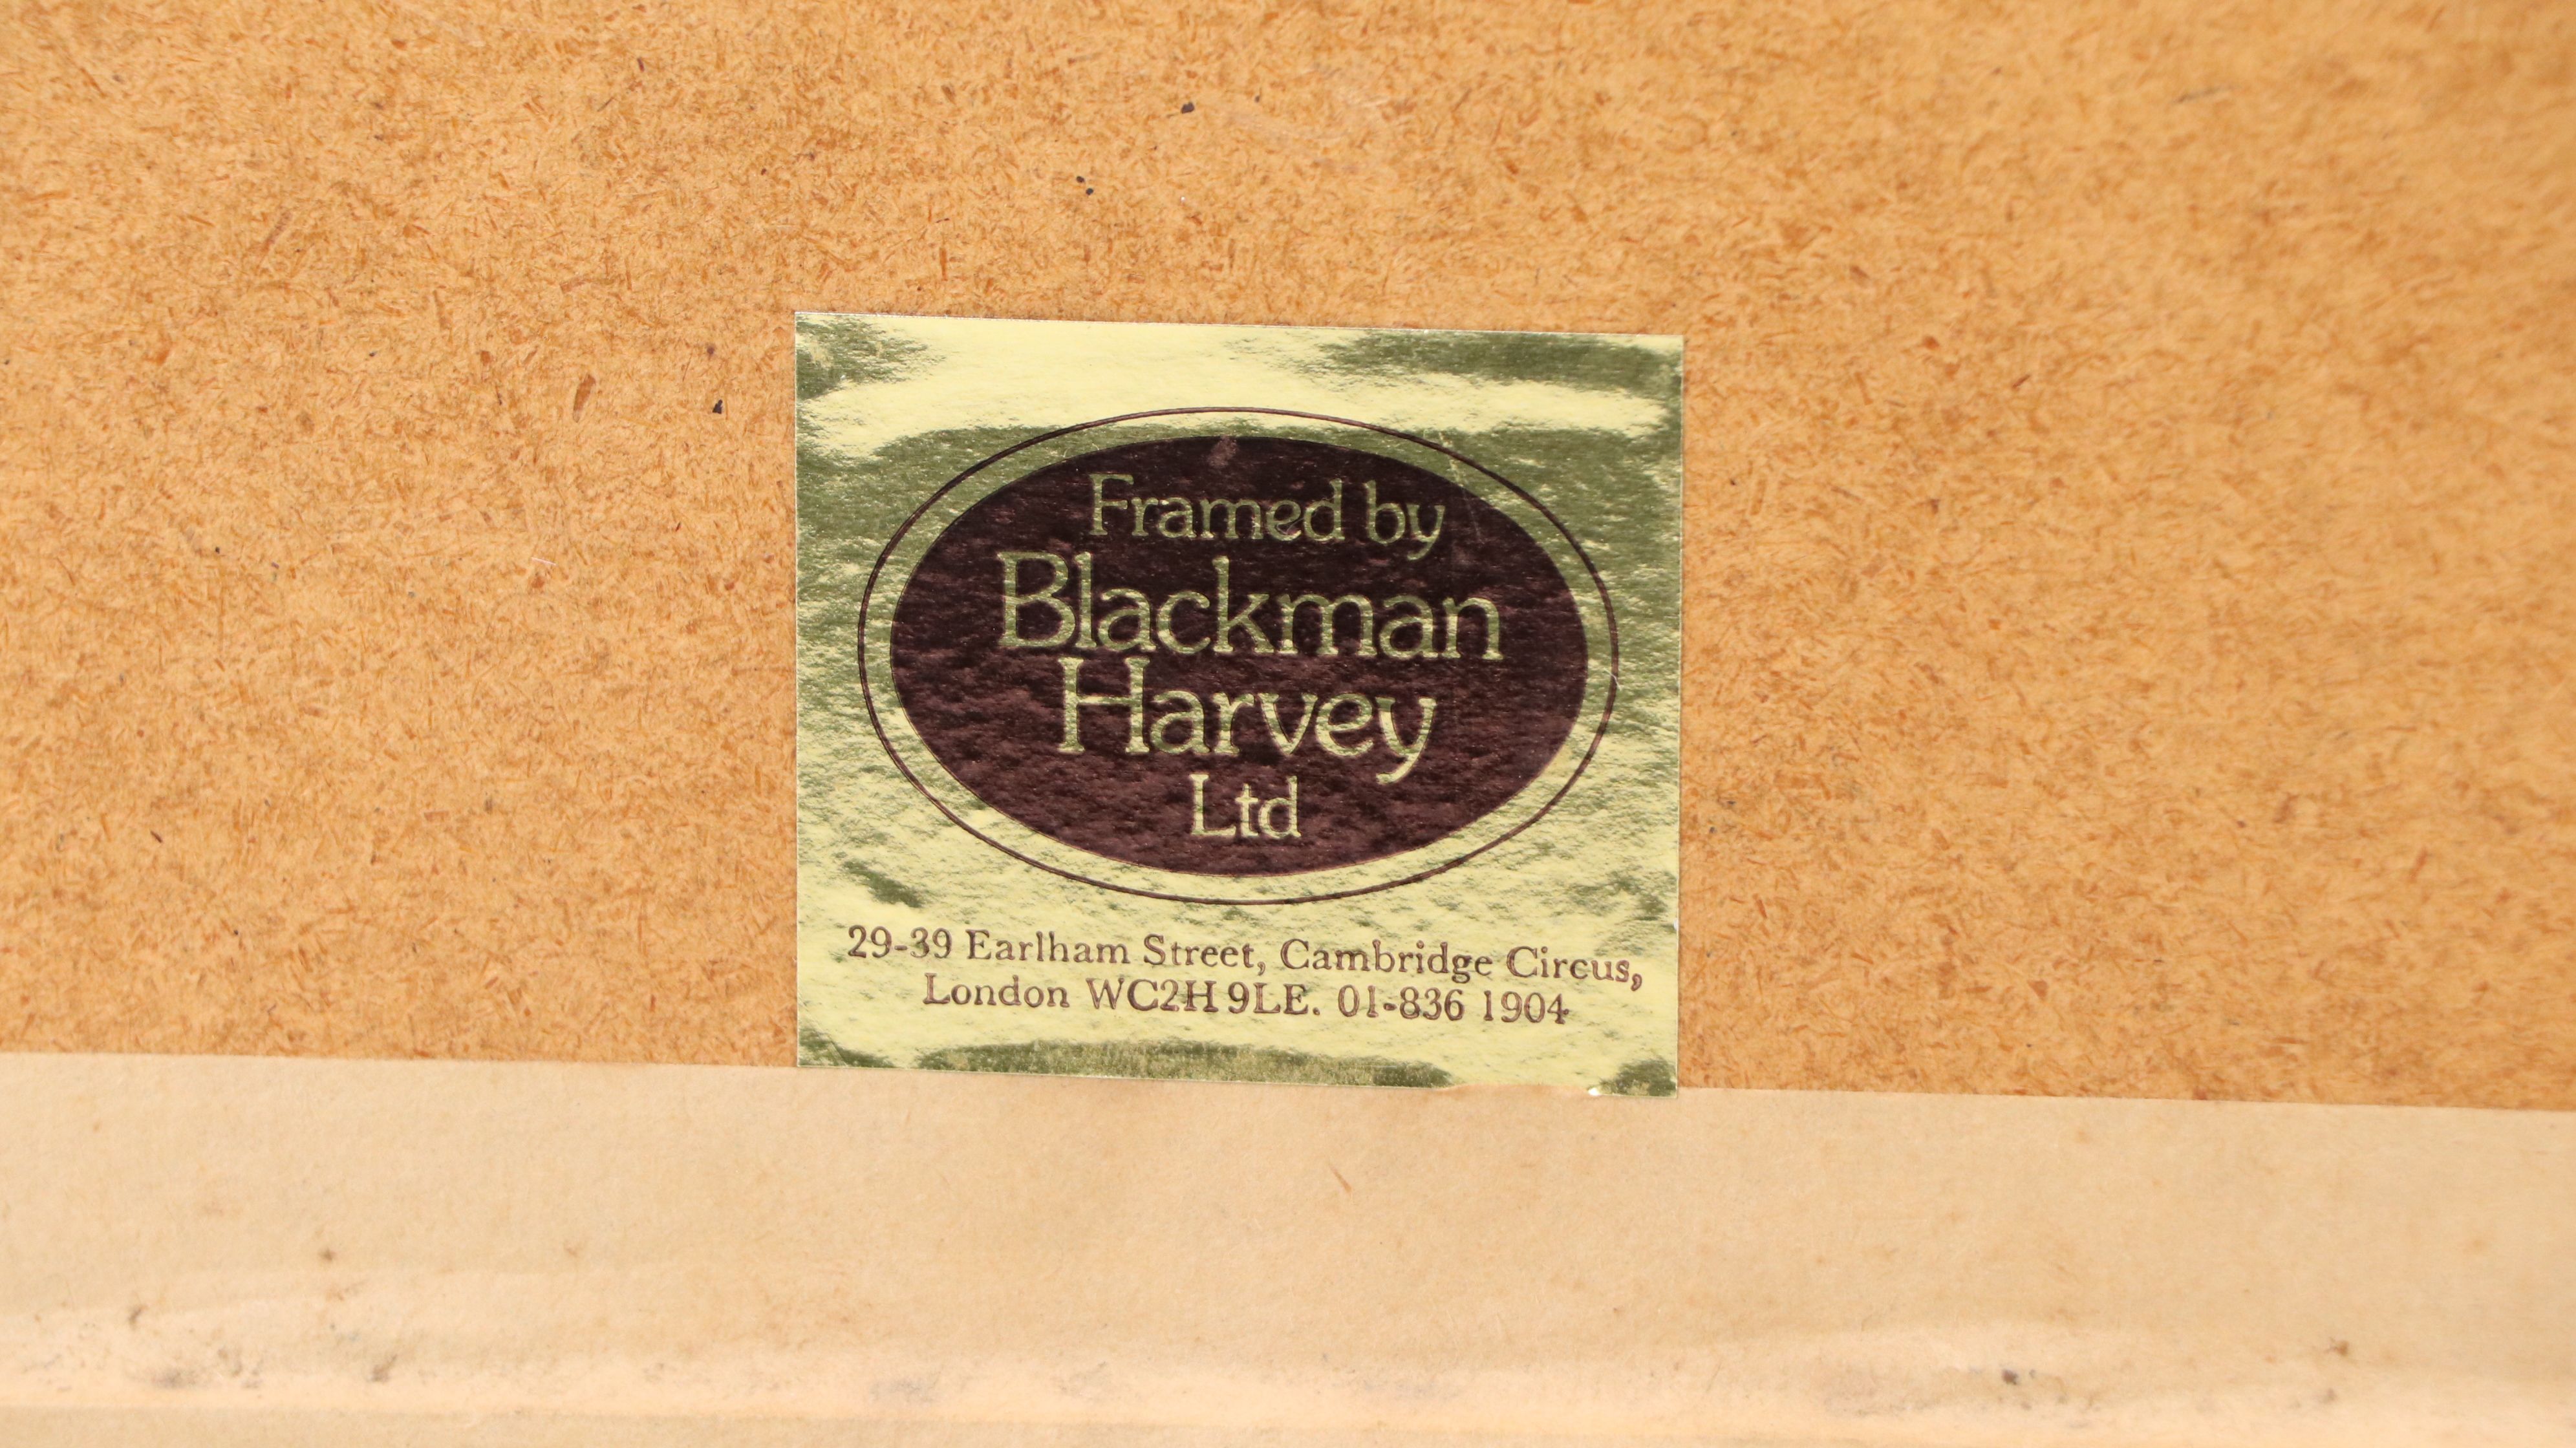 Framed by
Blackman
Harvey
Ltd
29-39 Earlham Street, Cambridge Circus,
London WC2H 9LE. 01-836 1904